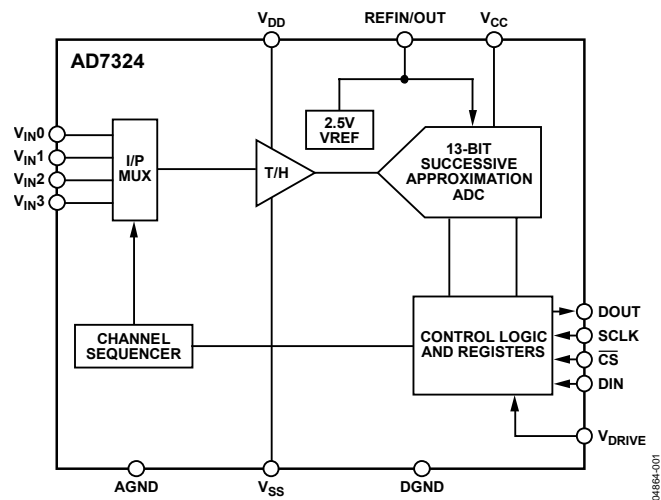 VDD
REFIN/OUT
VCC
AD7324
VIN0
VIN1
VIN2
VIN3
I/P
MUX
T/H
2.5V
VREF
13-BIT
SUCCESSIVE
APPROXIMATION
ADC
CHANNEL
SEQUENCER
CONTROL LOGIC
AND REGISTERS
DOUT
SCLK
CS
DIN
VDRIVE
AGND
VSS
DGND
04864-001